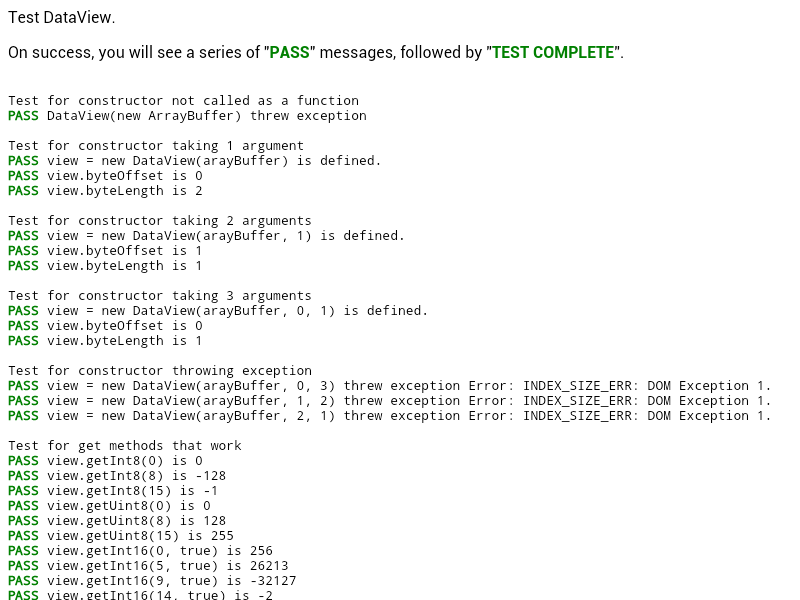 Test DataView.
On success, you will see a series of "PASS" messages, followed by "TEST COMPLETE".
Test for constructor not called as a function
PASS DataView(new ArrayBuffer) threw exception
Test for constructor taking 1 argument
PASS view = new DataView(arayBuffer) is defined.
PASS view.byteOffset is 0
PASS view.byteLength is 2
Test for constructor taking 2 arguments
PASS view = new DataView(arayBuffer, 1) is defined.
PASS view.byteOffset is 1
PASS view.byteLength is 1
Test for constructor taking 3 arguments
PASS view = new DataView(arayBuffer, 0, 1) is defined.
PASS view.byteOffset is 0
PASS view.byteLength is 1
Test for constructor throwing exception
PASS view = new DataView(arayBuffer, 0, 3) threw exception Error: INDEX_SIZE_ERR: DOM Exception 1.
PASS view = new DataView(arayBuffer, 1, 2) threw exception Error: INDEX_SIZE_ERR: DOM Exception 1.
PASS view = new DataView(arayBuffer, 2, 1) threw exception Error: INDEX_SIZE_ERR: DOM Exception 1.
Test for get methods that work
PASS view.getInt8(0) is 0
PASS view.getInt8(8) is -128
PASS view.getInt8(15) is -1
PASS view.getUint8(0) is 0
PASS view.getUint8(8) is 128
PASS view.getUint8(15) is 255
PASS view.getInt16(0, true) is 256
PASS view.getInt16(5, true) is 26213
PASS view.getInt16(9, true) is -32127
PASS view.getInt16(14, true) is -2